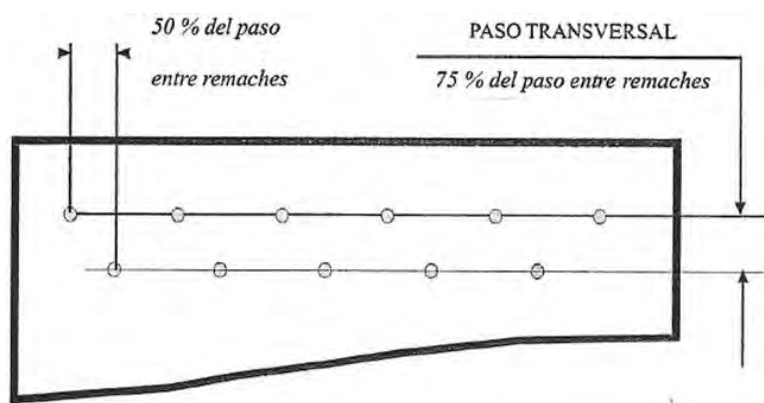 50 % del paso
entre remaches
PASO TRANSVERSAL
75 % del paso entre remaches